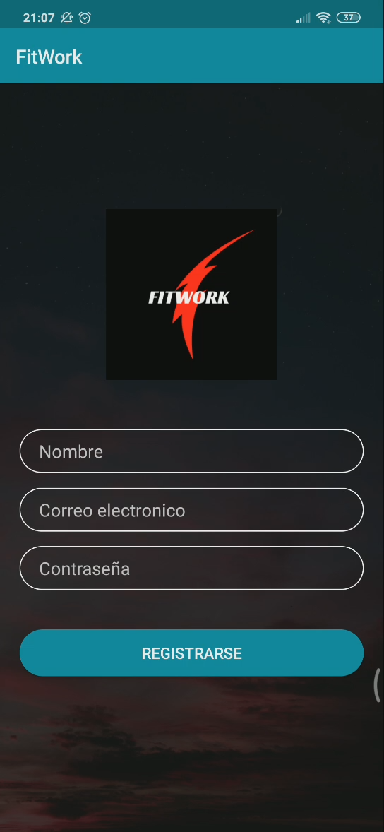 21:07
37
FitWork
FITWORK
Nombre
Correo electronico
Contraseña
REGISTRARSE